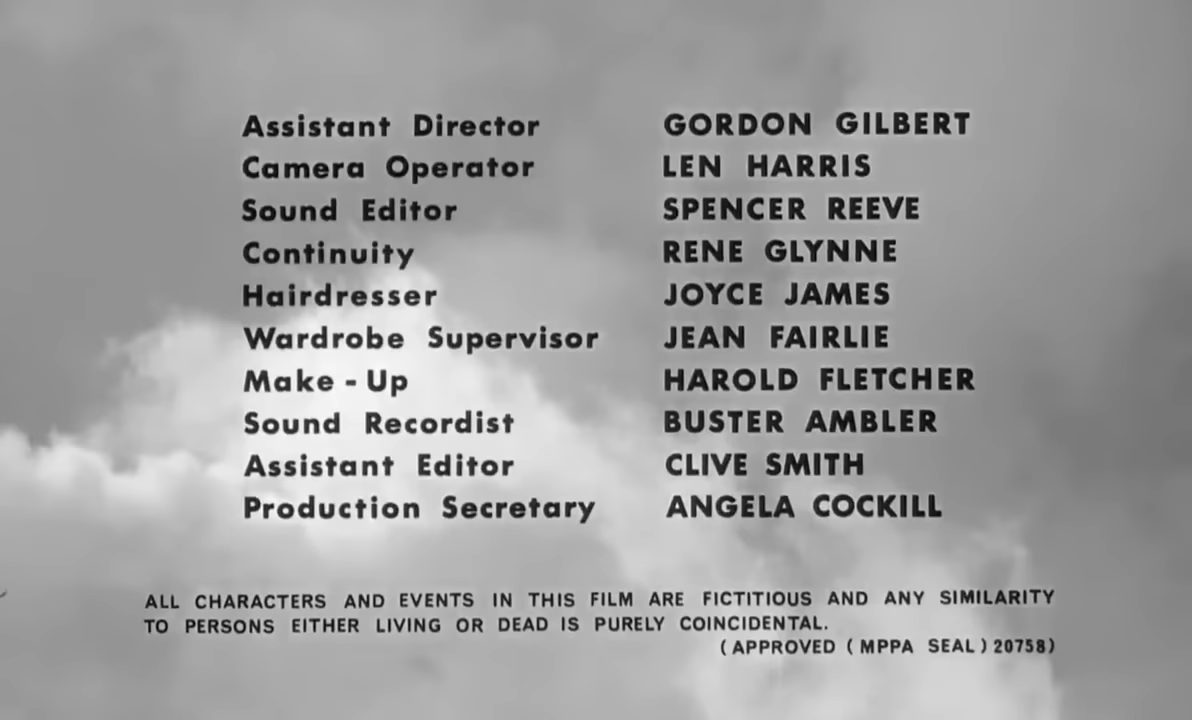 Assistant Director GORDON GILBERT
Camera Operator LEN HARRIS
Sound Editor SPENCER REEVE
Continuity RENE GLYNNE
Hairdresser JOYCE JAMES
Wardrobe Supervisor JEAN FAIRLIE
Make-Up HAROLD FLETCHER
Sound Recordist BUSTER AMBLER
Assistant Editor CLIVE SMITH
Production Secretary ANGELA COCKILL
ALL CHARACTERS AND EVENTS IN THIS FILM ARE FICTITIOUS AND ANY SIMILARITY
TO PERSONS EITHER LIVING OR DEAD IS PURELY COINCIDENTAL.
(APPROVED (MPPA SEAL) 20758)